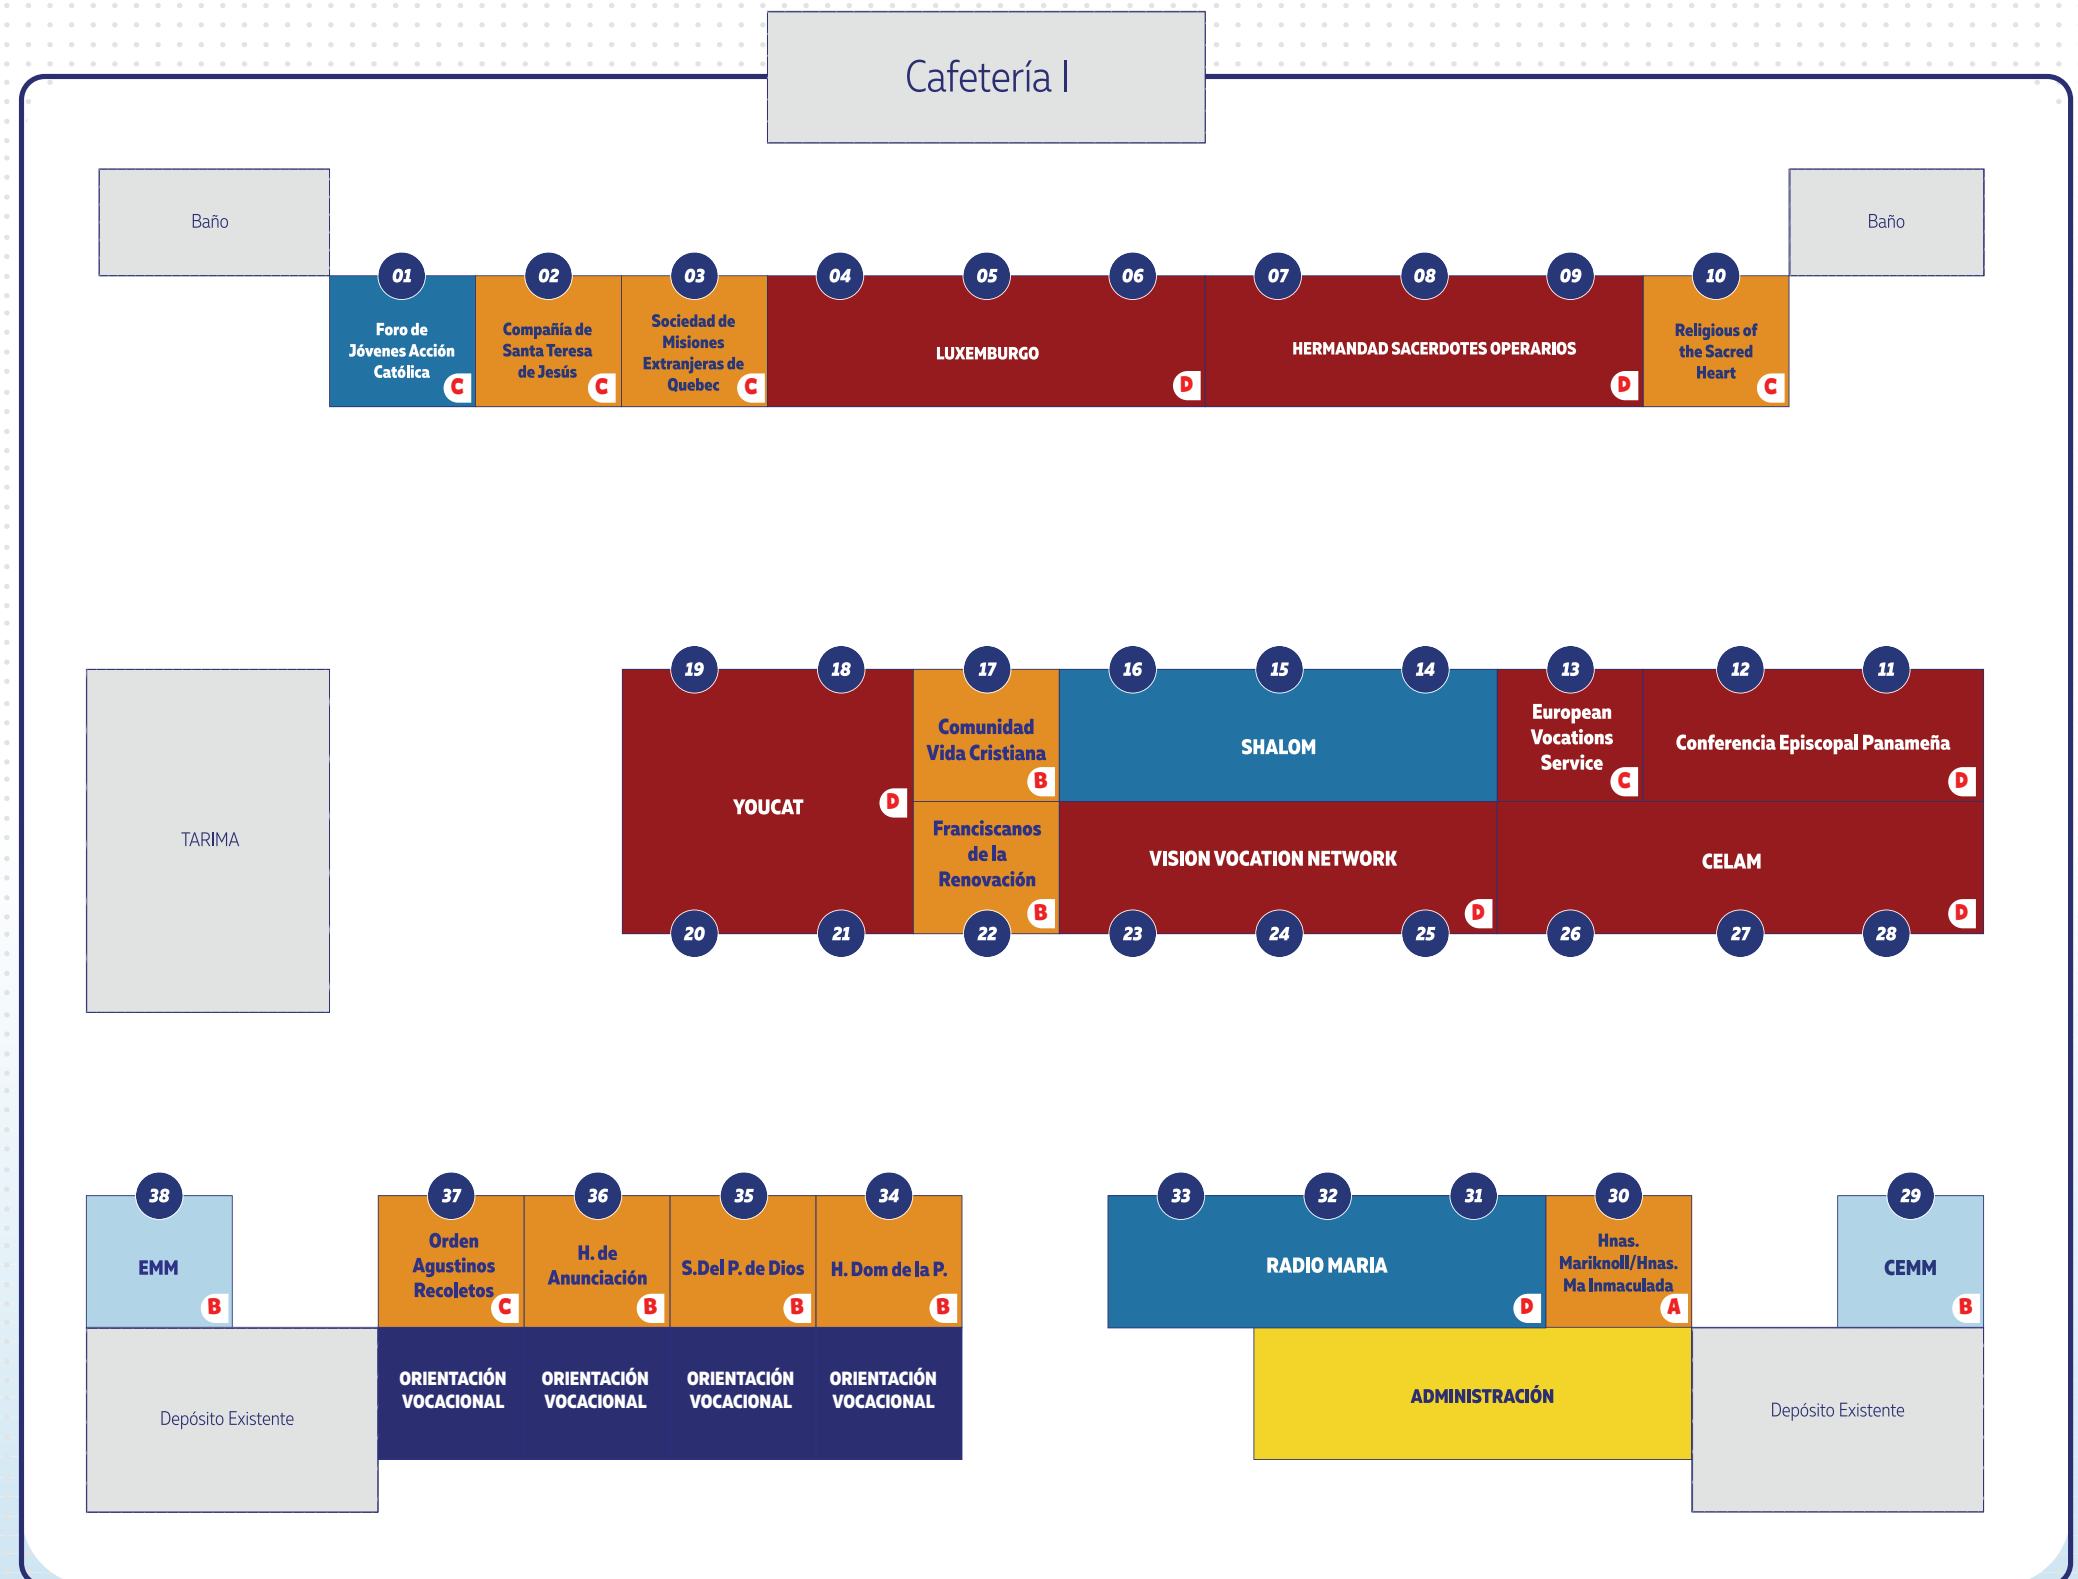 Cafetería I
Baño
Baño
01
02
03
04
05
06
07
08
09
10
Foro de
Jóvenes Acción
Católica
C
Compañía de
Santa Teresa
de Jesús
C
Sociedad de
Misiones
Extranjeras de
Quebec
C
LUXEMBURGO
D
HERMANDAD SACERDOTES OPERARIOS
D
Religious of
the Sacred
Heart
C
TARIMA
19
18
17
16
15
14
13
12
11
YOUCAT
D
Comunidad
Vida Cristiana
B
SHALOM
European
Vocations
Service
C
Conferencia Episcopal Panameña
D
Franciscanos
de la
Renovación
B
VISION VOCATION NETWORK
D
CELAM
D
20
21
22
23
24
25
26
27
28
38
37
36
35
34
33
32
31
30
29
EMM
B
Orden
Agustinos
Recoletos
C
H. de
Anunciación
B
S.Del P. de Dios
B
H. Dom de la P.
B
RADIO MARIA
D
Hnas.
Mariknoll/Hnas.
Ma Inmaculada
A
CEMM
B
Depósito Existente
ORIENTACIÓN
VOCACIONAL
ORIENTACIÓN
VOCACIONAL
ORIENTACIÓN
VOCACIONAL
ORIENTACIÓN
VOCACIONAL
ADMINISTRACIÓN
Depósito Existente